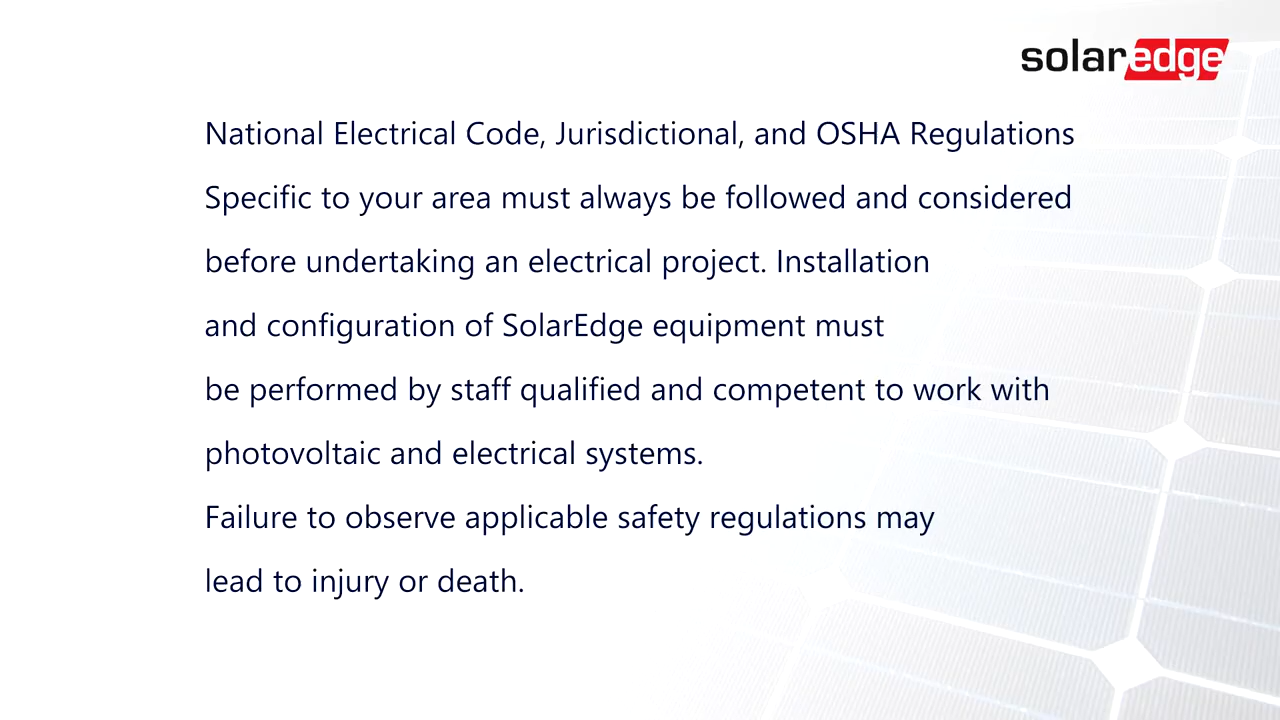 solaredge
National Electrical Code, Jurisdictional, and OSHA Regulations
Specific to your area must always be followed and considered
before undertaking an electrical project. Installation
and configuration of SolarEdge equipment must
be performed by staff qualified and competent to work with
photovoltaic and electrical systems.
Failure to observe applicable safety regulations may
lead to injury or death.